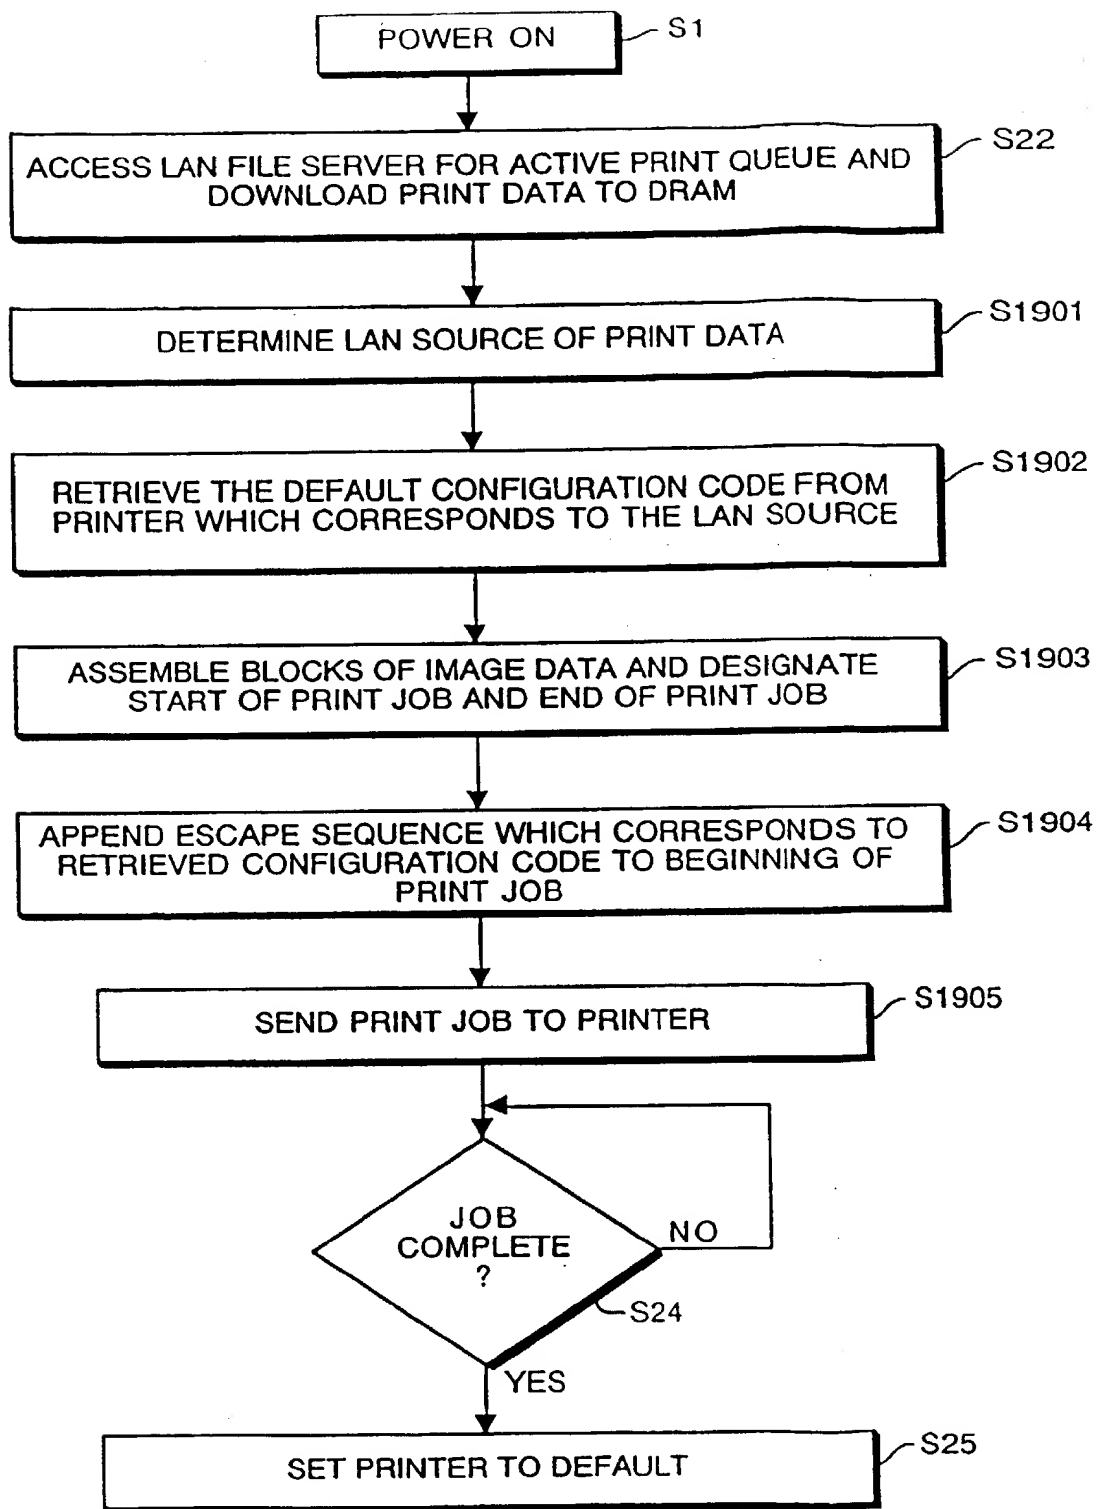 POWER ON
S1
ACCESS LAN FILE SERVER FOR ACTIVE PRINT QUEUE AND
DOWNLOAD PRINT DATA TO DRAM
S22
DETERMINE LAN SOURCE OF PRINT DATA
S1901
RETRIEVE THE DEFAULT CONFIGURATION CODE FROM
PRINTER WHICH CORRESPONDS TO THE LAN SOURCE
S1902
ASSEMBLE BLOCKS OF IMAGE DATA AND DESIGNATE
START OF PRINT JOB AND END OF PRINT JOB
S1903
APPEND ESCAPE SEQUENCE WHICH CORRESPONDS TO
RETRIEVED CONFIGURATION CODE TO BEGINNING OF
PRINT JOB
S1904
SEND PRINT JOB TO PRINTER
S1905
JOB
COMPLETE
?
NO
S24
YES
SET PRINTER TO DEFAULT
S25